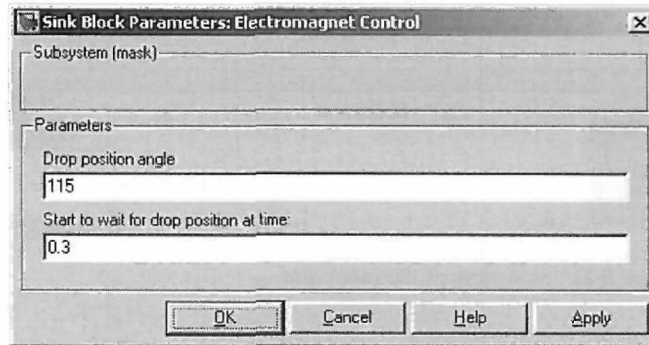 Sink Block Parameters: Electromagnet Control
Subsystem (mask)
Parameters
Drop position angle
115
Start to wait for drop position at time:
0.3
OK
Cancel
Help
Apply